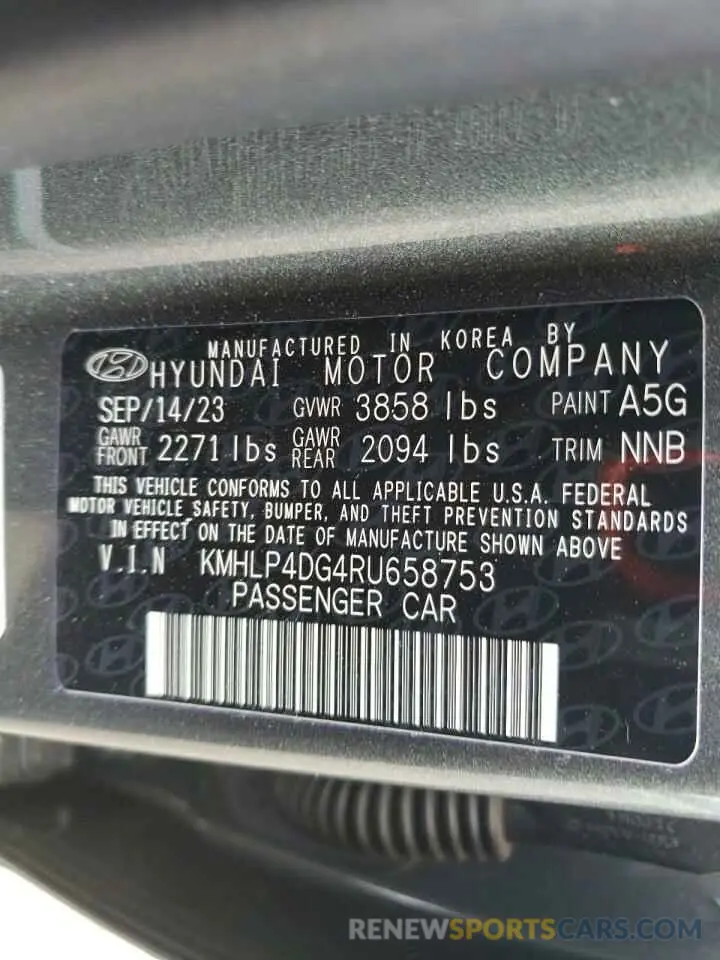 MANUFACTURED IN KOREA BY
HYUNDAI MOTOR COMPANY
SEP/14/23 GVWR 3858 lbs PAINT A5G
GAWR FRONT 2271 lbs GAWR REAR 2094 lbs TRIM NNB
THIS VEHICLE CONFORMS TO ALL APPLICABLE U.S.A. FEDERAL
MOTOR VEHICLE SAFETY, BUMPER, AND THEFT PREVENTION STANDARDS
IN EFFECT ON THE DATE OF MANUFACTURE SHOWN ABOVE
V.I.N KMHLP4DG4RU658753
PASSENGER CAR
RENEWSPORTSCARS.COM